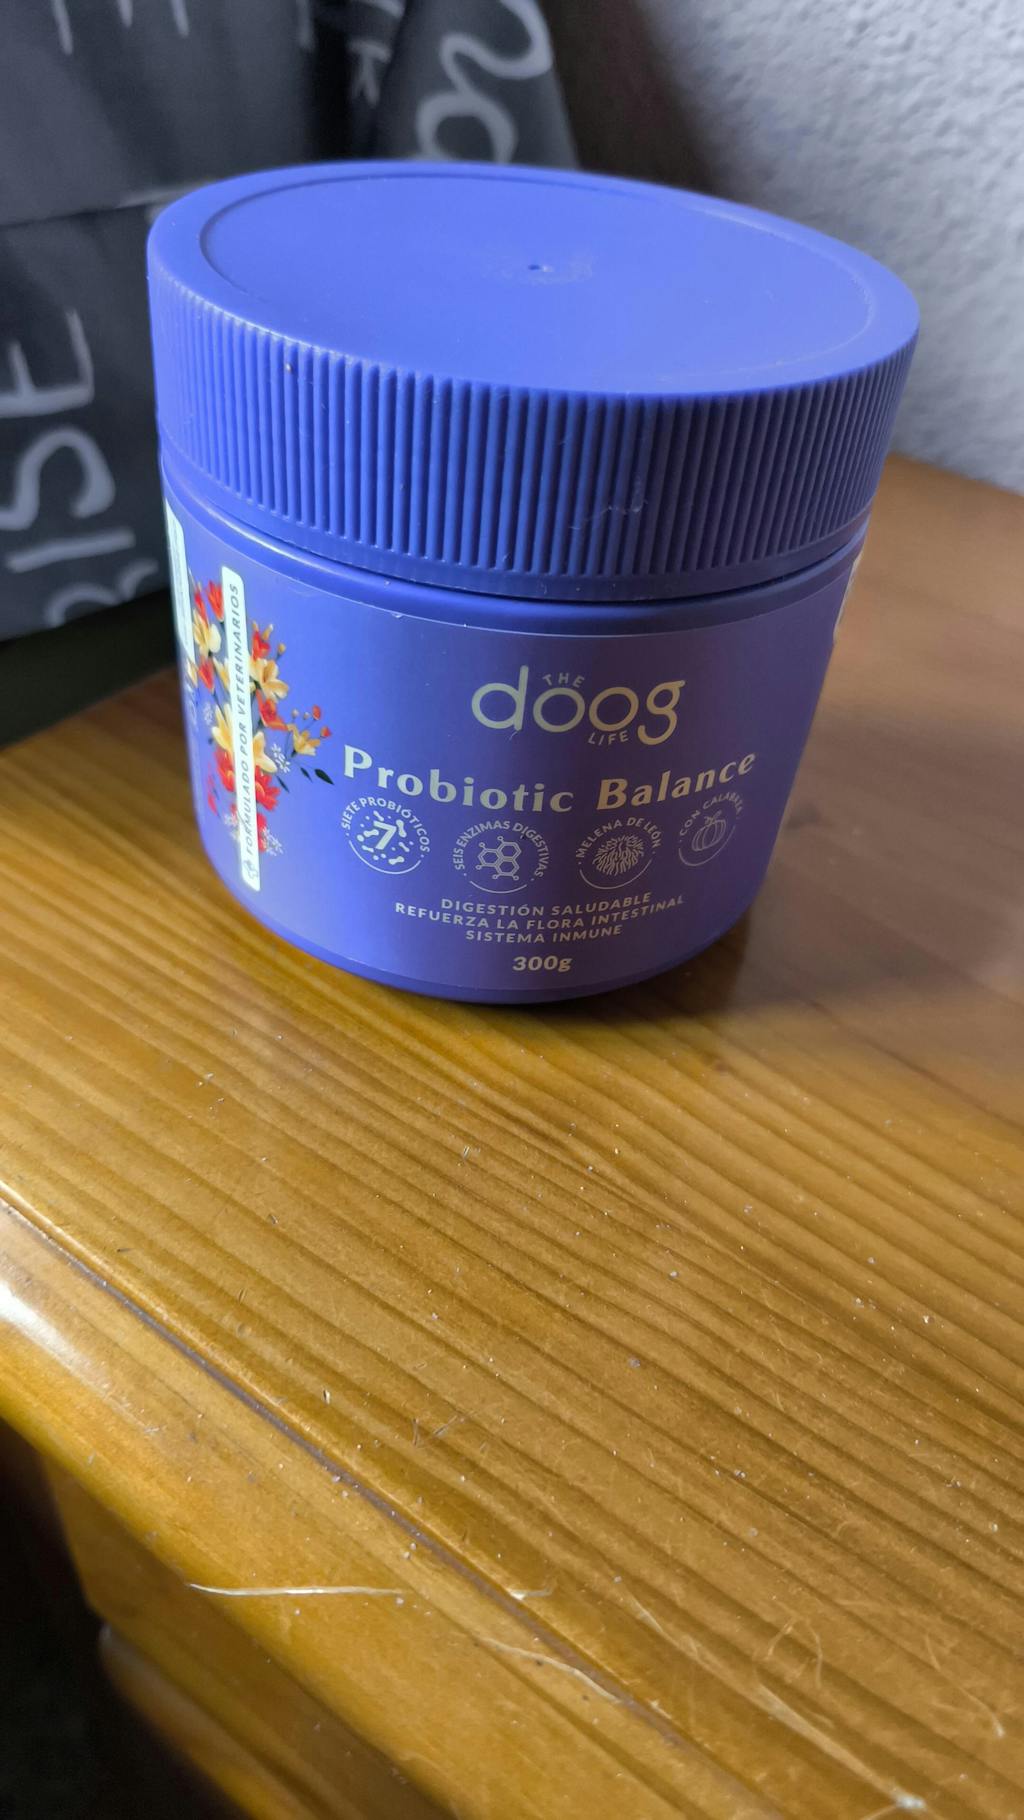 THE
doog
LIFE
Probiotic Balance
SIETE PROBIÓTICOS
7
SEIS ENZIMAS DIGESTIVAS
MELENA DE LEÓN
CON CALABAZA
DIGESTIÓN SALUDABLE
REFUERZA LA FLORA INTESTINAL
SISTEMA INMUNE
300g
FORMULADO POR VETERINARIOS